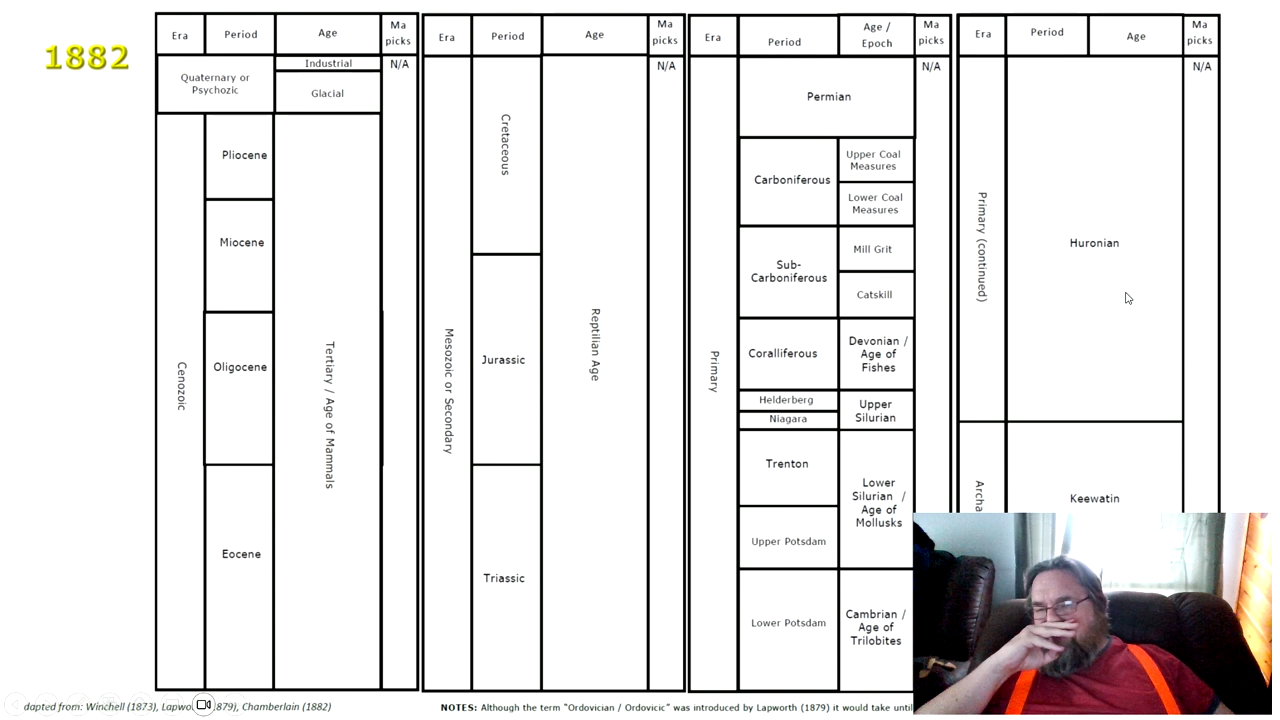 1882
Era
Period
Age
Ma
picks
Quaternary or
Psychozic
Industrial
Glacial
N/A
Cenozoic
Pliocene
Miocene
Oligocene
Eocene
Tertiary / Age of Mammals
Era
Period
Age
Ma
picks
N/A
Mesozoic or Secondary
Cretaceous
Jurassic
Triassic
Reptilian Age
Era
Period
Age /
Epoch
Ma
picks
N/A
Primary
Permian
Carboniferous
Upper Coal
Measures
Lower Coal
Measures
Sub-
Carboniferous
Mill Grit
Catskill
Coralliferous
Devonian /
Age of
Fishes
Helderberg
Niagara
Upper
Silurian
Trenton
Upper Potsdam
Lower
Silurian /
Age of
Mollusks
Lower Potsdam
Cambrian /
Age of
Trilobites
Era
Period
Age
Ma
picks
N/A
Primary (continued)
Huronian
Archa
Keewatin
dapted from: Winchell (1873), Lapwor 879), Chamberlain (1882)
NOTES: Although the term "Ordovician / Ordovicic" was introduced by Lapworth (1879) it would take until